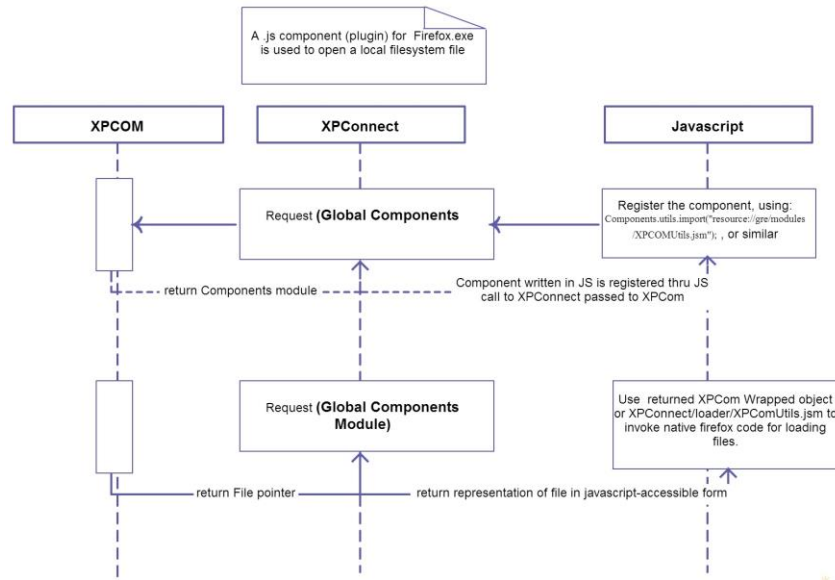 A .js component (plugin) for Firefox.exe
is used to open a local filesystem file
XPCOM
XPConnect
Javascript
Request (Global Components
Register the component, using:
Components.utils.import("resource://gre/modules
/XPCOMUtils.jsm"); , or similar
return Components module
Component written in JS is registered thru JS
call to XPConnect passed to XPCom
Request (Global Components
Module)
Use returned XPCom Wrapped object
or XPConnect/loader/XPComUtils.jsm to
invoke native firefox code for loading
files.
return File pointer
return representation of file in javascript-accessible form